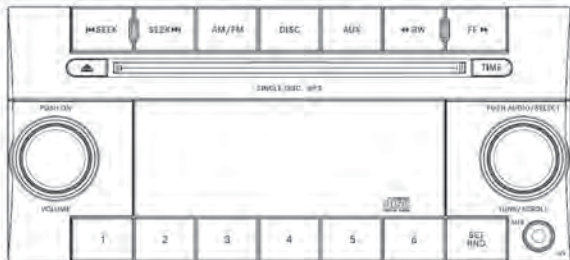 ⏮SEEK SEEK⏭ AM/FM DISC AUX ◀◀RW FF▶▶
TIME
SINGLE DISC MP3
PUSH ON PUSH AUDIO/SELECT
VOLUME TUNE/SCROLL
AUX
1 2 3 4 5 6 SET RND